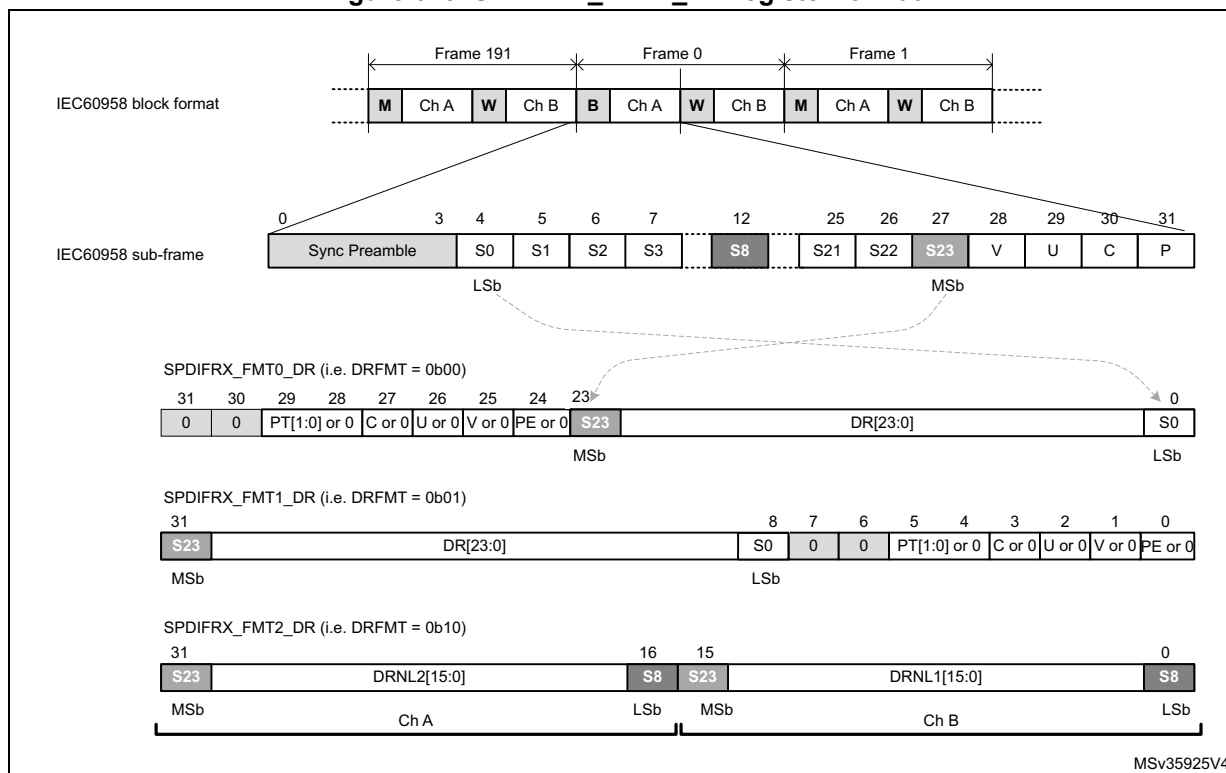 Frame 191 Frame 0 Frame 1
IEC60958 block format
M Ch A W Ch B B Ch A W Ch B M Ch A W Ch B
0 3 4 5 6 7 12 25 26 27 28 29 30 31
IEC60958 sub-frame
Sync Preamble S0 S1 S2 S3 S8 S21 S22 S23 V U C P
LSb MSb
SPDIFRX_FMT0_DR (i.e. DRFMT = 0b00)
31 30 29 28 27 26 25 24 23 0
0 0 PT[1:0] or 0 C or 0 U or 0 V or 0 PE or 0 S23 DR[23:0] S0
MSb LSb
SPDIFRX_FMT1_DR (i.e. DRFMT = 0b01)
31 8 7 6 5 4 3 2 1 0
S23 DR[23:0] S0 0 0 PT[1:0] or 0 C or 0 U or 0 V or 0 PE or 0
MSb LSb
SPDIFRX_FMT2_DR (i.e. DRFMT = 0b10)
31 16 15 0
S23 DRNL2[15:0] S8 S23 DRNL1[15:0] S8
MSb LSb MSb LSb
Ch A Ch B
MSv35925V4